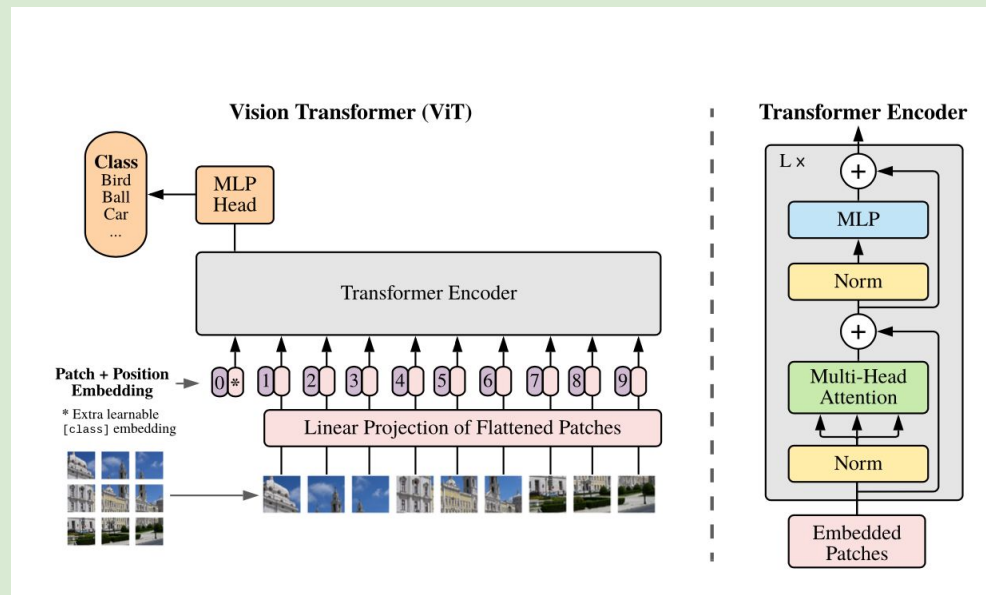 Vision Transformer (ViT)
Class
Bird
Ball
Car
...
MLP
Head
Transformer Encoder
Patch + Position
Embedding
* Extra learnable
[class] embedding
0 * 1 2 3 4 5 6 7 8 9
Linear Projection of Flattened Patches
Transformer Encoder
L ×
+
MLP
Norm
+
Multi-Head
Attention
Norm
Embedded
Patches